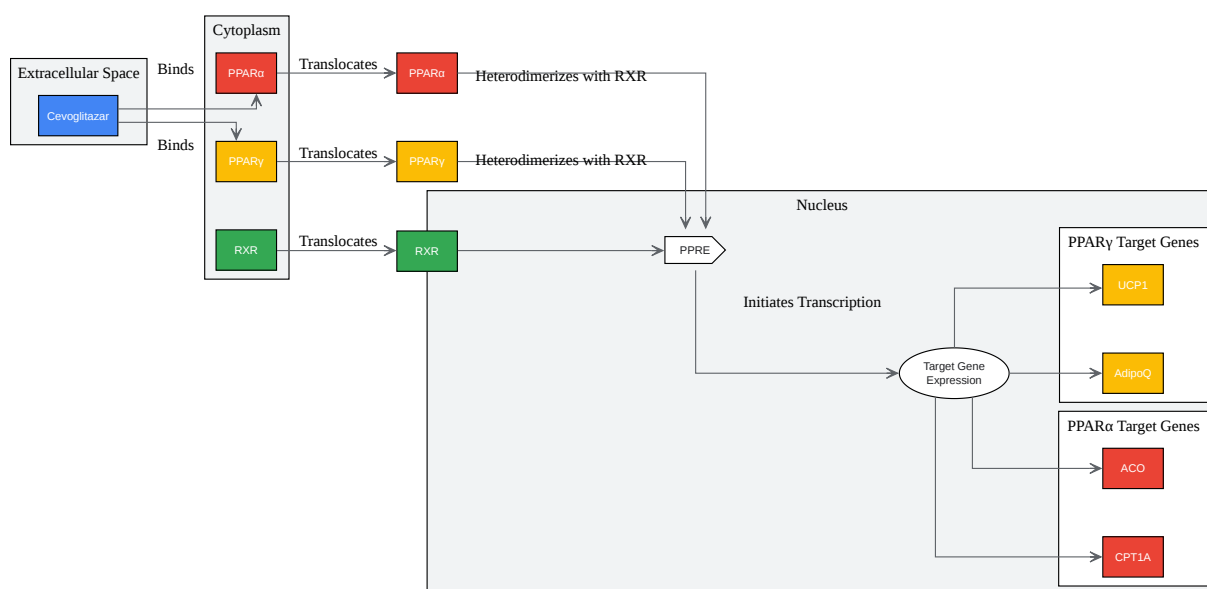 Cytoplasm
Extracellular Space
Binds
PPARα
Translocates
PPARα
Heterodimerizes with RXR
Cevoglitazar
Binds
PPARγ
Translocates
PPARγ
Heterodimerizes with RXR
Nucleus
RXR
Translocates
RXR
PPRE
PPARγ Target Genes
UCP1
Initiates Transcription
Target Gene
Expression
AdipoQ
PPARα Target Genes
ACO
CPT1A